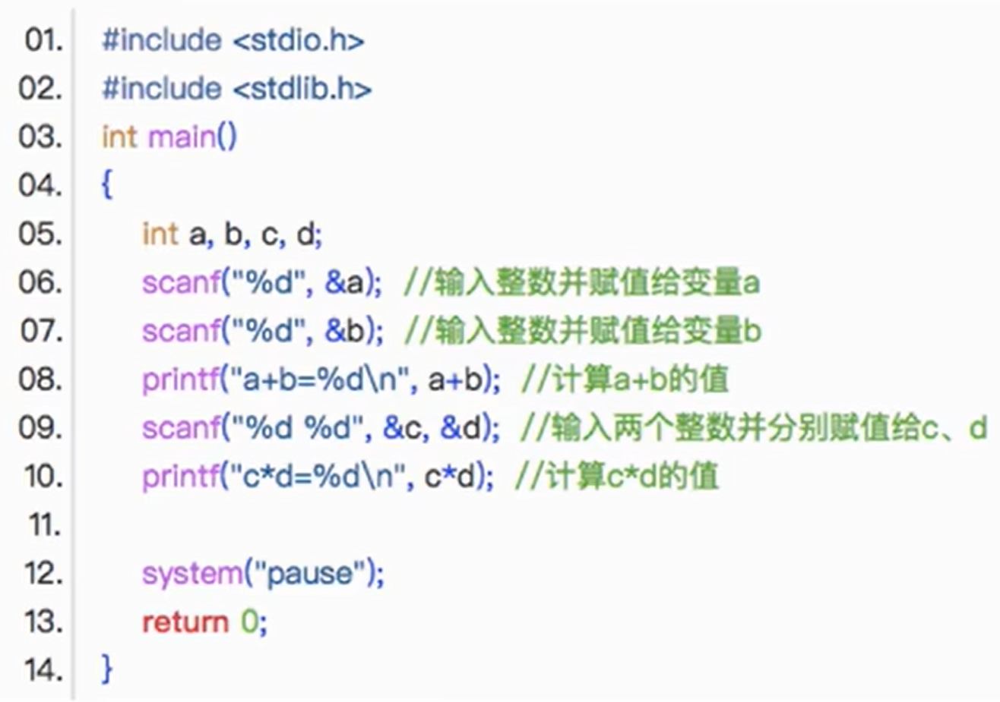 01. #include <stdio.h>
02. #include <stdlib.h>
03. int main()
04. {
05. int a, b, c, d;
06. scanf("%d", &a); //输入整数并赋值给变量a
07. scanf("%d", &b); //输入整数并赋值给变量b
08. printf("a+b=%d\n", a+b); //计算a+b的值
09. scanf("%d %d", &c, &d); //输入两个整数并分别赋值给c、d
10. printf("c*d=%d\n", c*d); //计算c*d的值
11.
12. system("pause");
13. return 0;
14. }